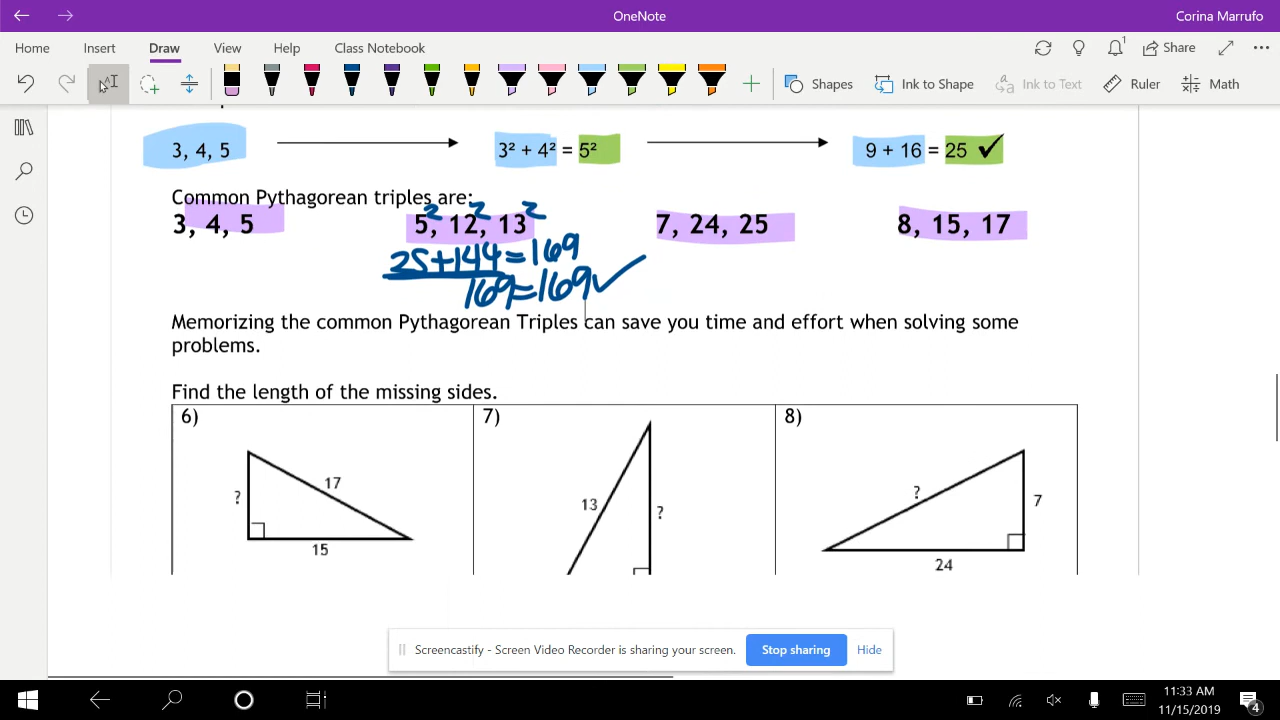 OneNote
Corina Marrufo
Home Insert Draw View Help Class Notebook Share
Shapes Ink to Shape Ink to Text Ruler Math
3, 4, 5 3² + 4² = 5² 9 + 16 = 25 ✓
Common Pythagorean triples are:
3, 4, 5 5², 12², 13² 7, 24, 25 8, 15, 17
25+144=169
169=169✓
Memorizing the common Pythagorean Triples can save you time and effort when solving some
problems.
Find the length of the missing sides.
6) 7) 8)
17
?
15
13
?
?
7
24
Screencastify - Screen Video Recorder is sharing your screen. Stop sharing Hide
11:33 AM
11/15/2019
4